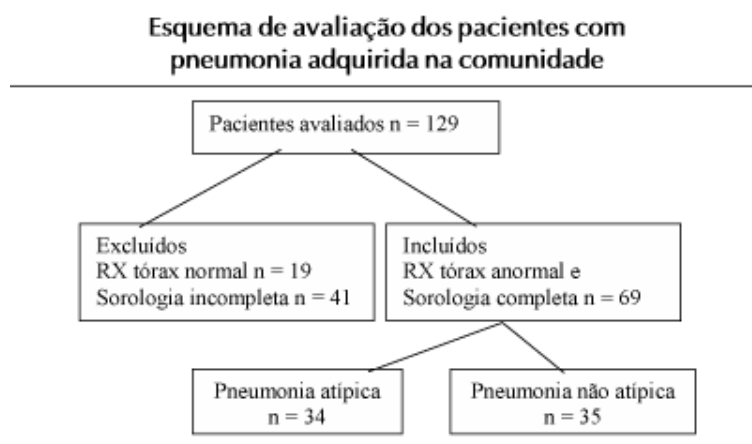 Esquema de avaliação dos pacientes com
pneumonia adquirida na comunidade
Pacientes avaliados n = 129
Excluídos
RX tórax normal n = 19
Sorologia incompleta n = 41
Incluídos
RX tórax anormal e
Sorologia completa n = 69
Pneumonia atípica
n = 34
Pneumonia não atípica
n = 35